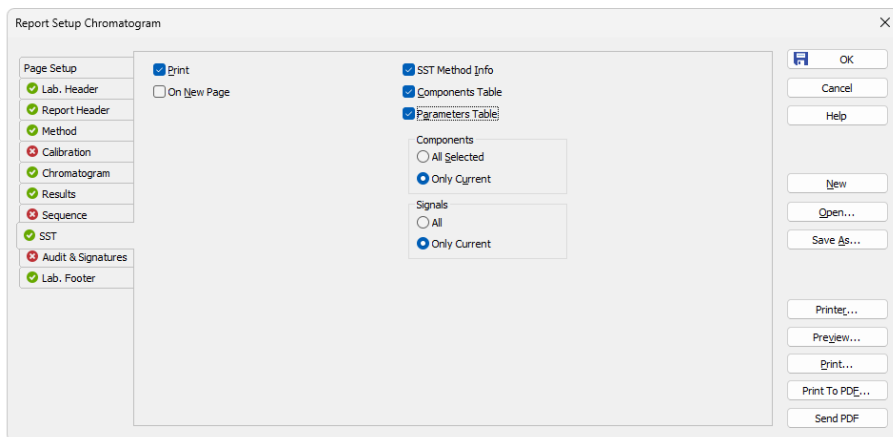 Report Setup Chromatogram
Page Setup
Lab. Header
Report Header
Method
Calibration
Chromatogram
Results
Sequence
SST
Audit & Signatures
Lab. Footer
Print
On New Page
SST Method Info
Components Table
Parameters Table
Components
All Selected
Only Current
Signals
All
Only Current
OK
Cancel
Help
New
Open...
Save As...
Printer...
Preview...
Print...
Print To PDF...
Send PDF